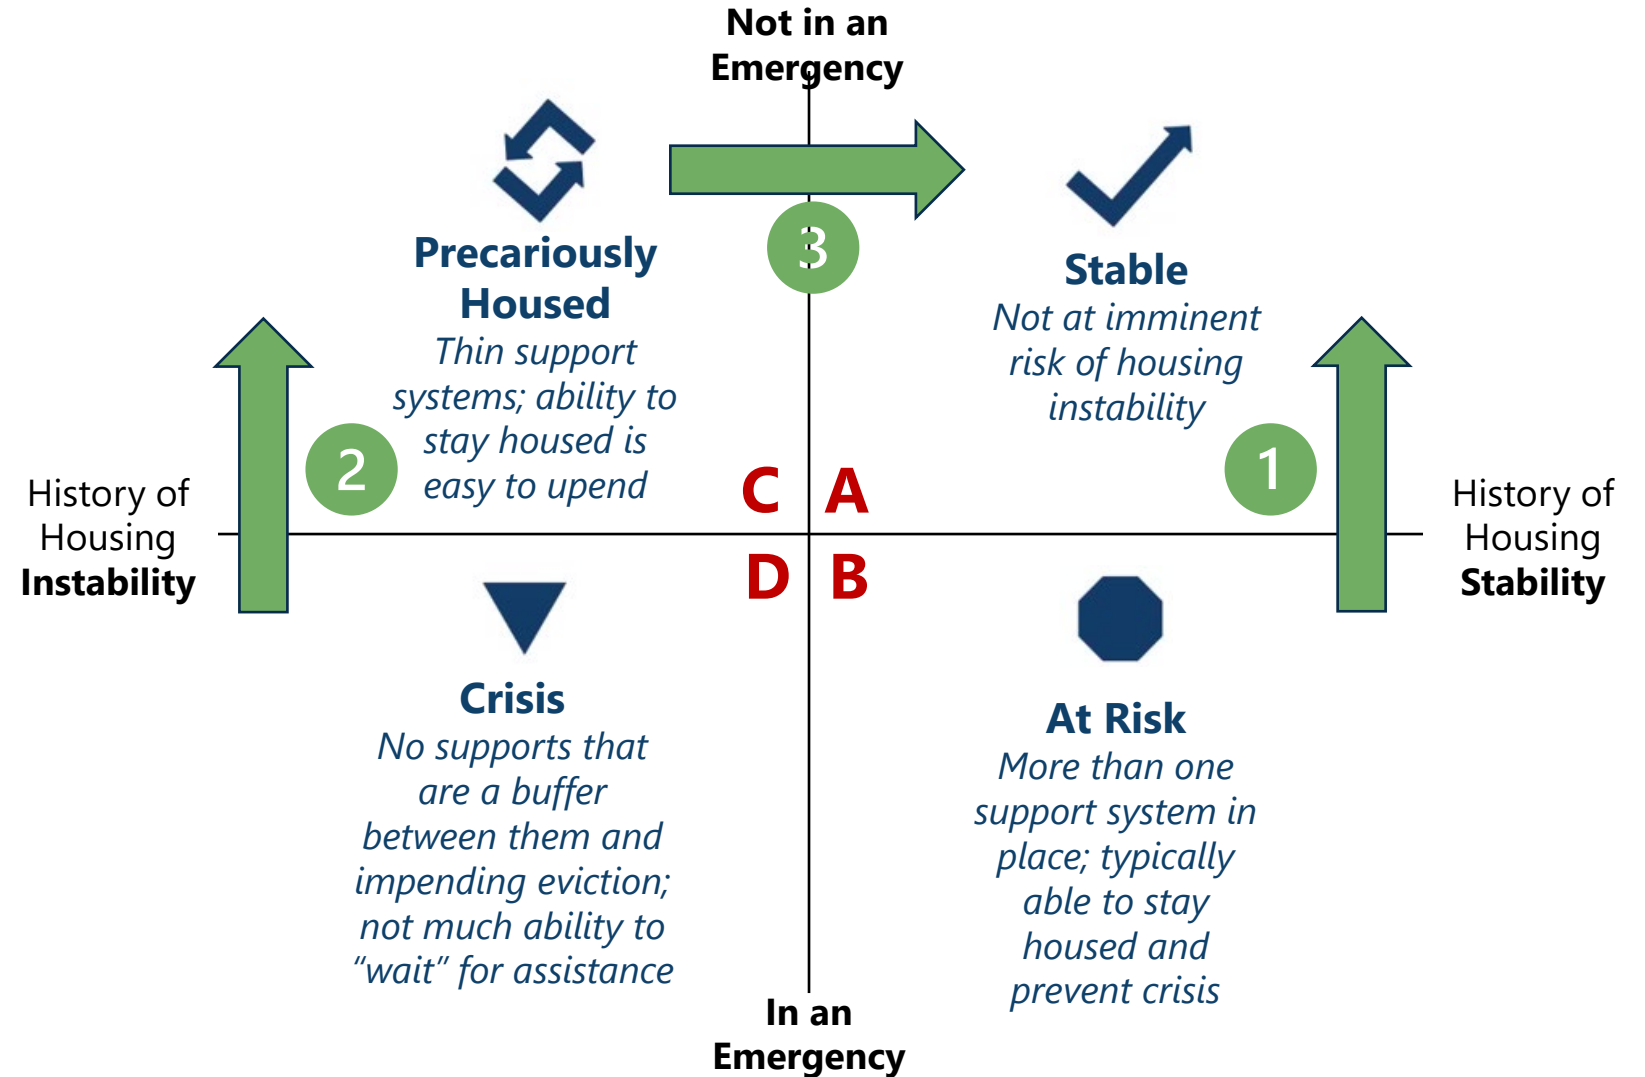 Not in an
Emergency
3
Precariously
Housed
Thin support
systems; ability to
stay housed is
easy to upend
Stable
Not at imminent
risk of housing
instability
2
1
C
A
History of
Housing
Instability
History of
Housing
Stability
D
B
Crisis
No supports that
are a buffer
between them and
impending eviction;
not much ability to
“wait” for assistance
At Risk
More than one
support system in
place; typically
able to stay
housed and
prevent crisis
In an
Emergency